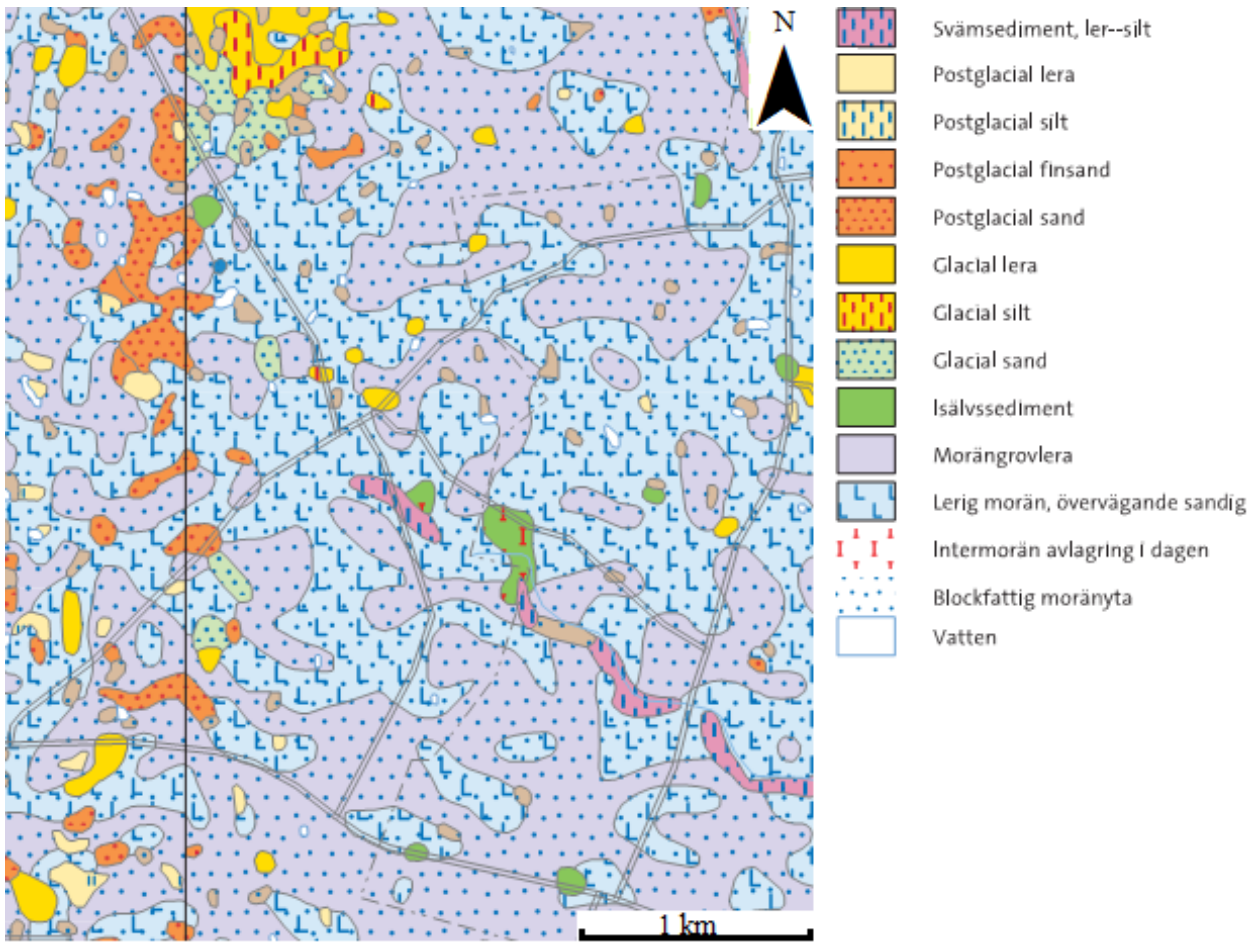 N
Svämsediment, ler--silt
Postglacial lera
Postglacial silt
Postglacial finsand
Postglacial sand
Glacial lera
Glacial silt
Glacial sand
Isälvssediment
Morängrovlera
Lerig morän, övervägande sandig
Intermorän avlagring i dagen
Blockfattig moränyta
Vatten
1 km